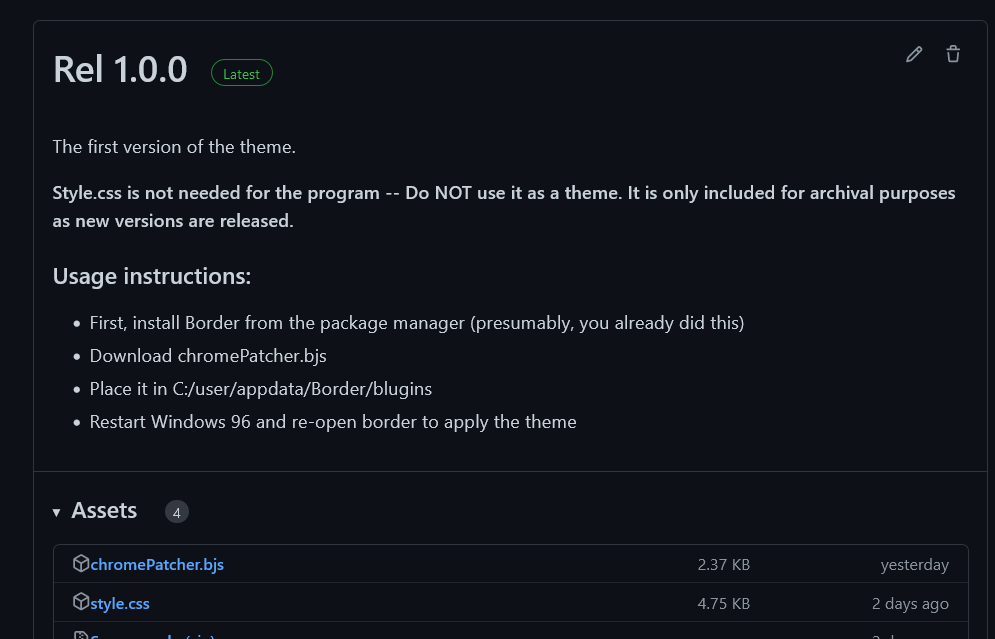 Rel 1.0.0 Latest
The first version of the theme.
Style.css is not needed for the program -- Do NOT use it as a theme. It is only included for archival purposes
as new versions are released.
Usage instructions:
• First, install Border from the package manager (presumably, you already did this)
• Download chromePatcher.bjs
• Place it in C:/user/appdata/Border/blugins
• Restart Windows 96 and re-open border to apply the theme
Assets 4
chromePatcher.bjs 2.37 KB yesterday
style.css 4.75 KB 2 days ago